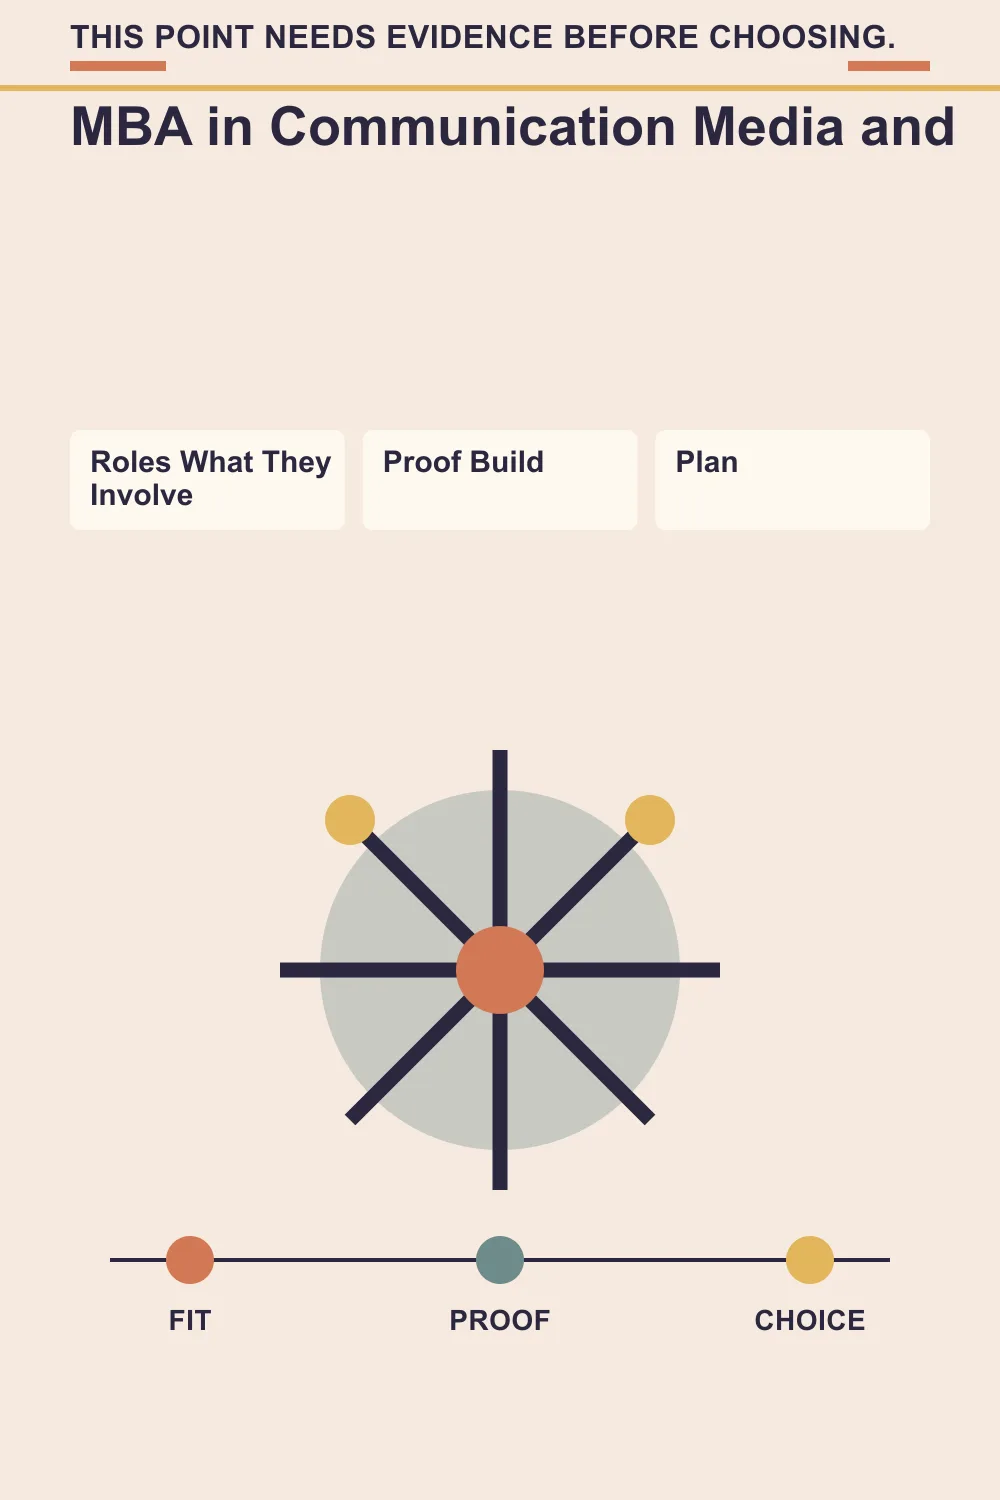 THIS POINT NEEDS EVIDENCE BEFORE CHOOSING.
MBA in Communication Media and
Roles What They
Involve
Proof Build
Plan
FIT
PROOF
CHOICE